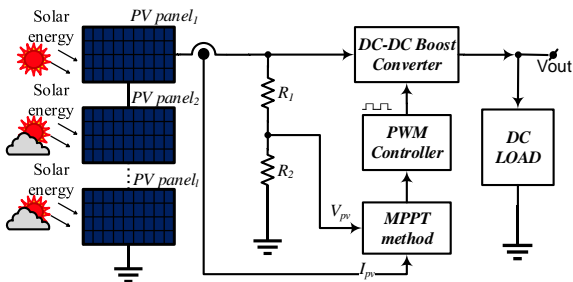 Solar
energy
PV panel1
Solar
energy
PV panel2
Solar
energy
PV panell
R1
R2
DC-DC Boost
Converter
PWM
Controller
MPPT
method
Vpv
Ipv
Vout
DC
LOAD